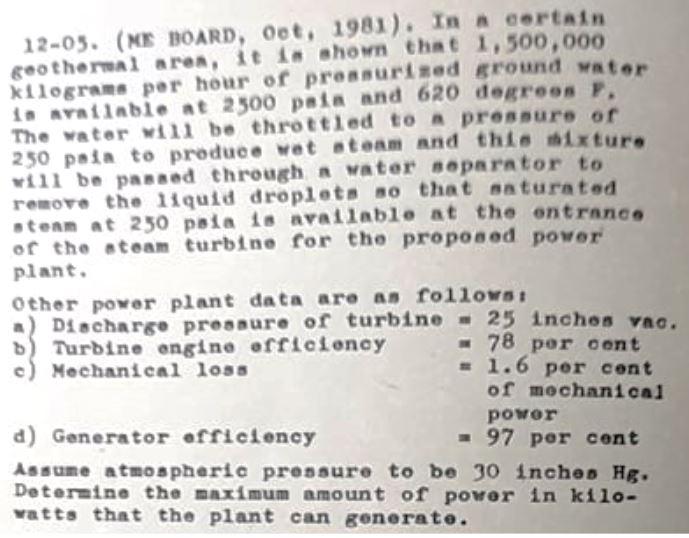 12-05. (ME BOARD, Oct, 1981). In a certain
geothermal area, it is shown that 1,500,000
kilograms per hour of pressurized ground water
is available at 2500 psia and 620 degrees F.
The water will be throttled to a pressure of
250 psia to produce wet steam and this mixture
will be passed through a water separator to
remove the liquid droplets so that saturated
steam at 250 psia is available at the entrance
of the steam turbine for the proposed power
plant.
Other power plant data are as follows:
a) Discharge pressure of turbine = 25 inches vac.
b) Turbine engine efficiency = 78 per cent
c) Mechanical loss = 1.6 per cent
of mechanical
power
d) Generator efficiency = 97 per cent
Assume atmospheric pressure to be 30 inches Hg.
Determine the maximum amount of power in kilo-
watts that the plant can generate.